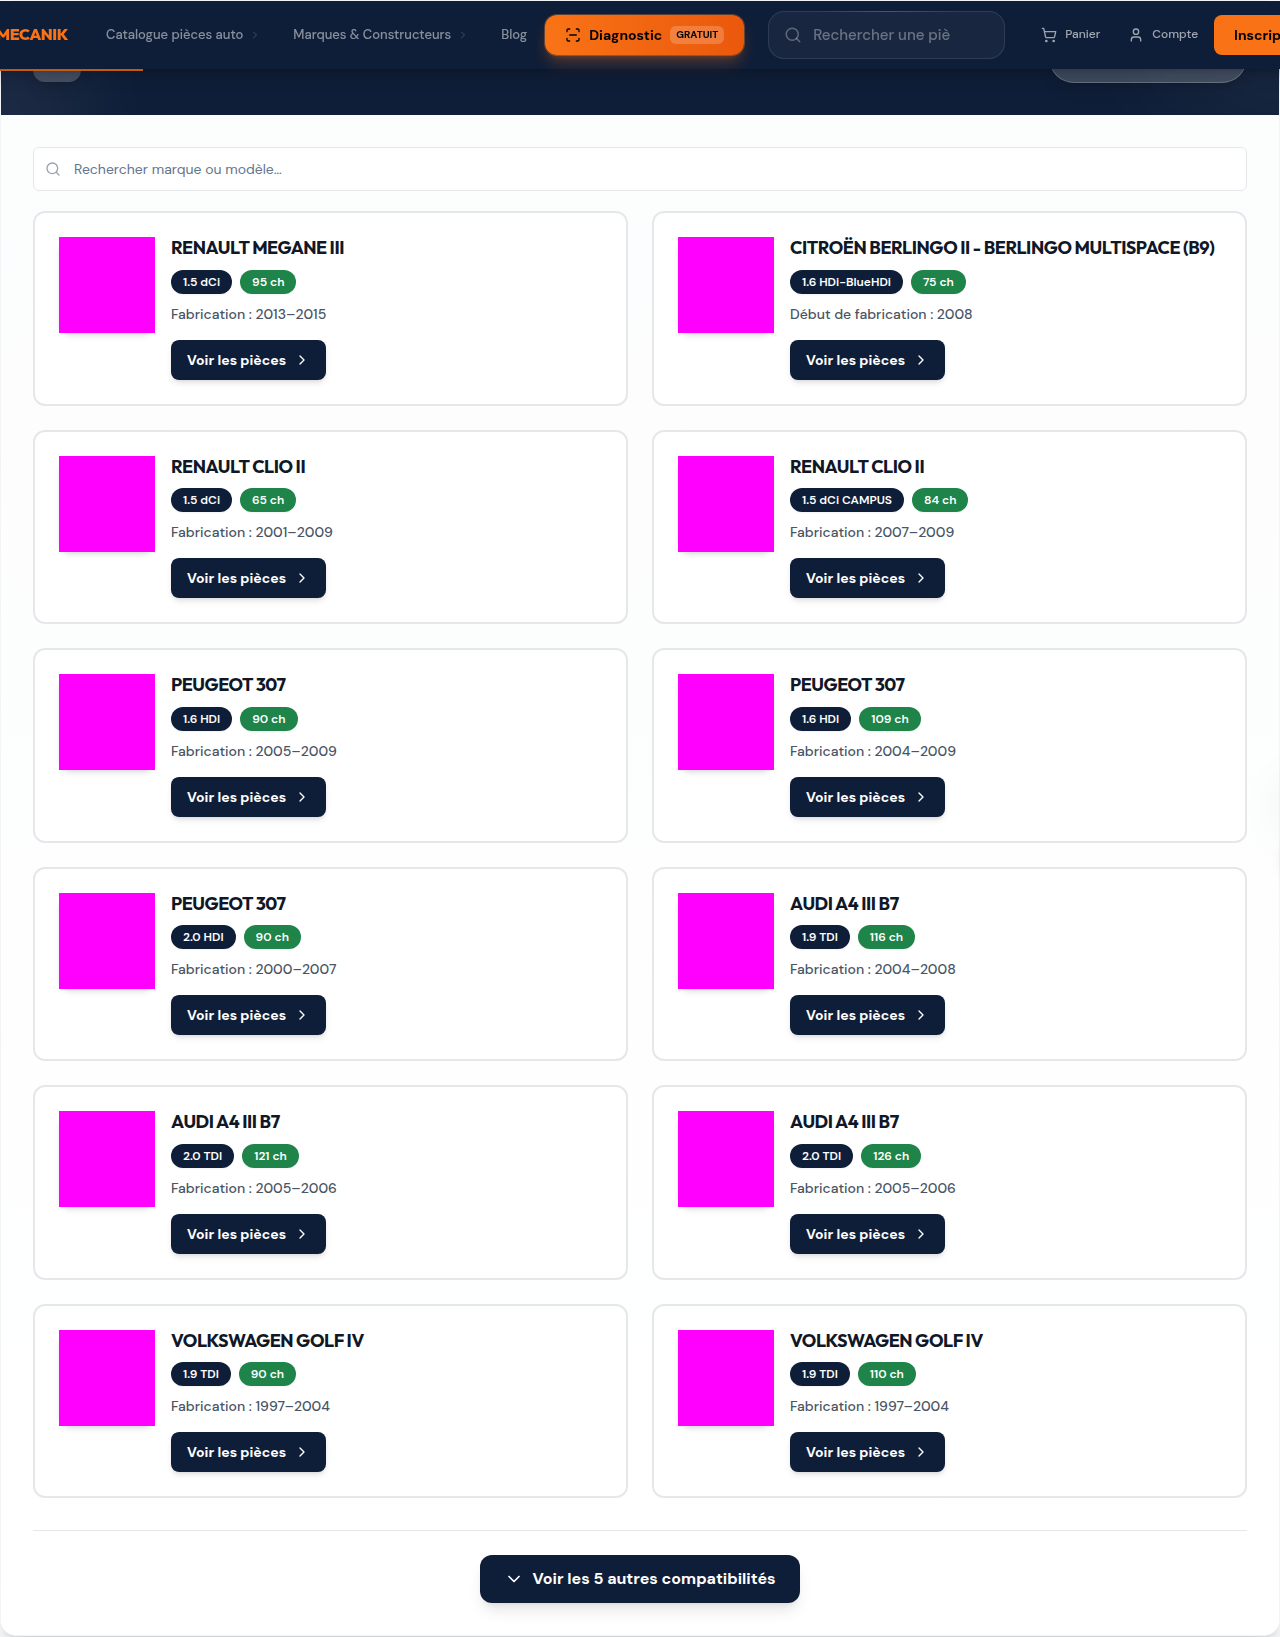 MECANIK
Catalogue pièces auto
Marques & Constructeurs
Blog
Diagnostic GRATUIT
Rechercher une piè
Panier
Compte
Inscrip
Rechercher marque ou modèle…
RENAULT MEGANE III
1.5 dCi 95 ch
Fabrication : 2013–2015
Voir les pièces
CITROËN BERLINGO II - BERLINGO MULTISPACE (B9)
1.6 HDi-BlueHDi 75 ch
Début de fabrication : 2008
Voir les pièces
RENAULT CLIO II
1.5 dCi 65 ch
Fabrication : 2001–2009
Voir les pièces
RENAULT CLIO II
1.5 dCi CAMPUS 84 ch
Fabrication : 2007–2009
Voir les pièces
PEUGEOT 307
1.6 HDI 90 ch
Fabrication : 2005–2009
Voir les pièces
PEUGEOT 307
1.6 HDI 109 ch
Fabrication : 2004–2009
Voir les pièces
PEUGEOT 307
2.0 HDI 90 ch
Fabrication : 2000–2007
Voir les pièces
AUDI A4 III B7
1.9 TDI 116 ch
Fabrication : 2004–2008
Voir les pièces
AUDI A4 III B7
2.0 TDI 121 ch
Fabrication : 2005–2006
Voir les pièces
AUDI A4 III B7
2.0 TDI 126 ch
Fabrication : 2005–2006
Voir les pièces
VOLKSWAGEN GOLF IV
1.9 TDI 90 ch
Fabrication : 1997–2004
Voir les pièces
VOLKSWAGEN GOLF IV
1.9 TDI 110 ch
Fabrication : 1997–2004
Voir les pièces
Voir les 5 autres compatibilités